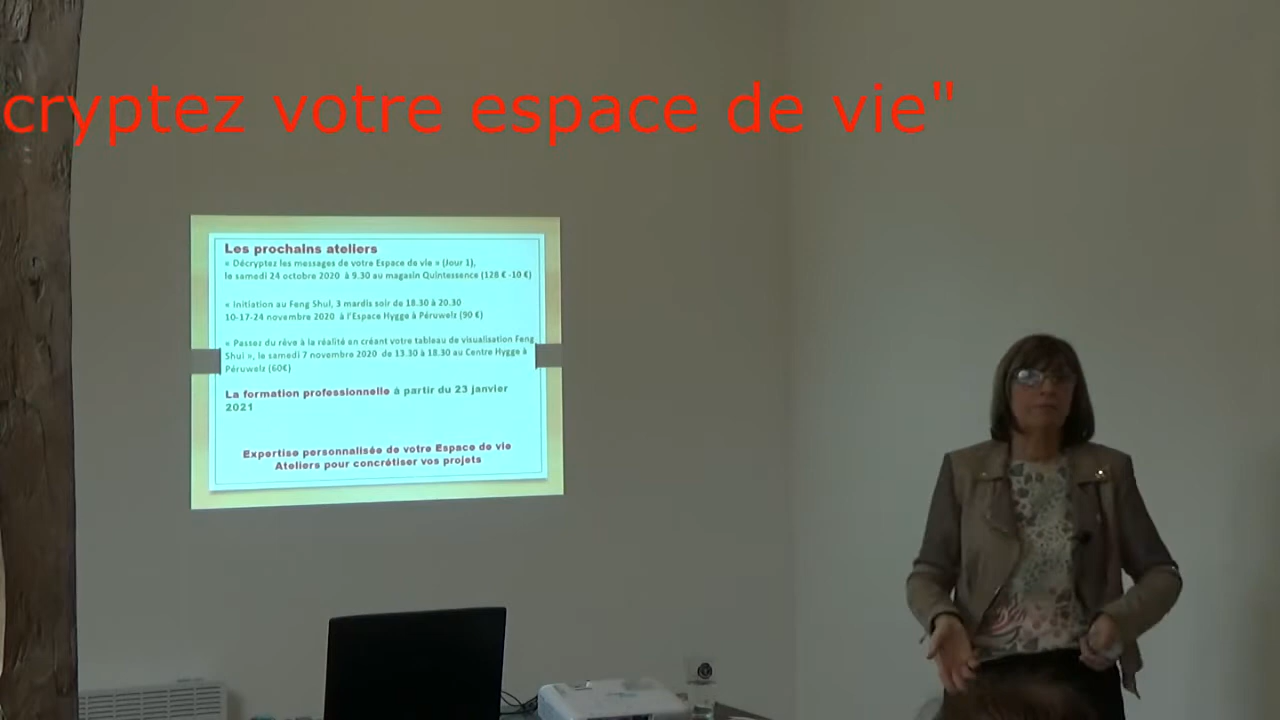 cryptez votre espace de vie"
Les prochains ateliers
« Décryptez les messages de votre Espace de vie » (Jour 1),
le samedi 24 octobre 2020 à 9.30 au magasin Quintessence (128 € -10 €)
« Initiation au Feng Shui, 3 mardis soir de 18.30 à 20.30
10-17-24 novembre 2020 à l'Espace Hygge à Péruwelz (90 €)
« Passez du rêve à la réalité en créant votre tableau de visualisation Feng
Shui », le samedi 7 novembre 2020 de 13.30 à 18.30 au Centre Hygge à
Péruwelz (60€)
La formation professionnelle à partir du 23 janvier
2021
Expertise personnalisée de votre Espace de vie
Ateliers pour concrétiser vos projets